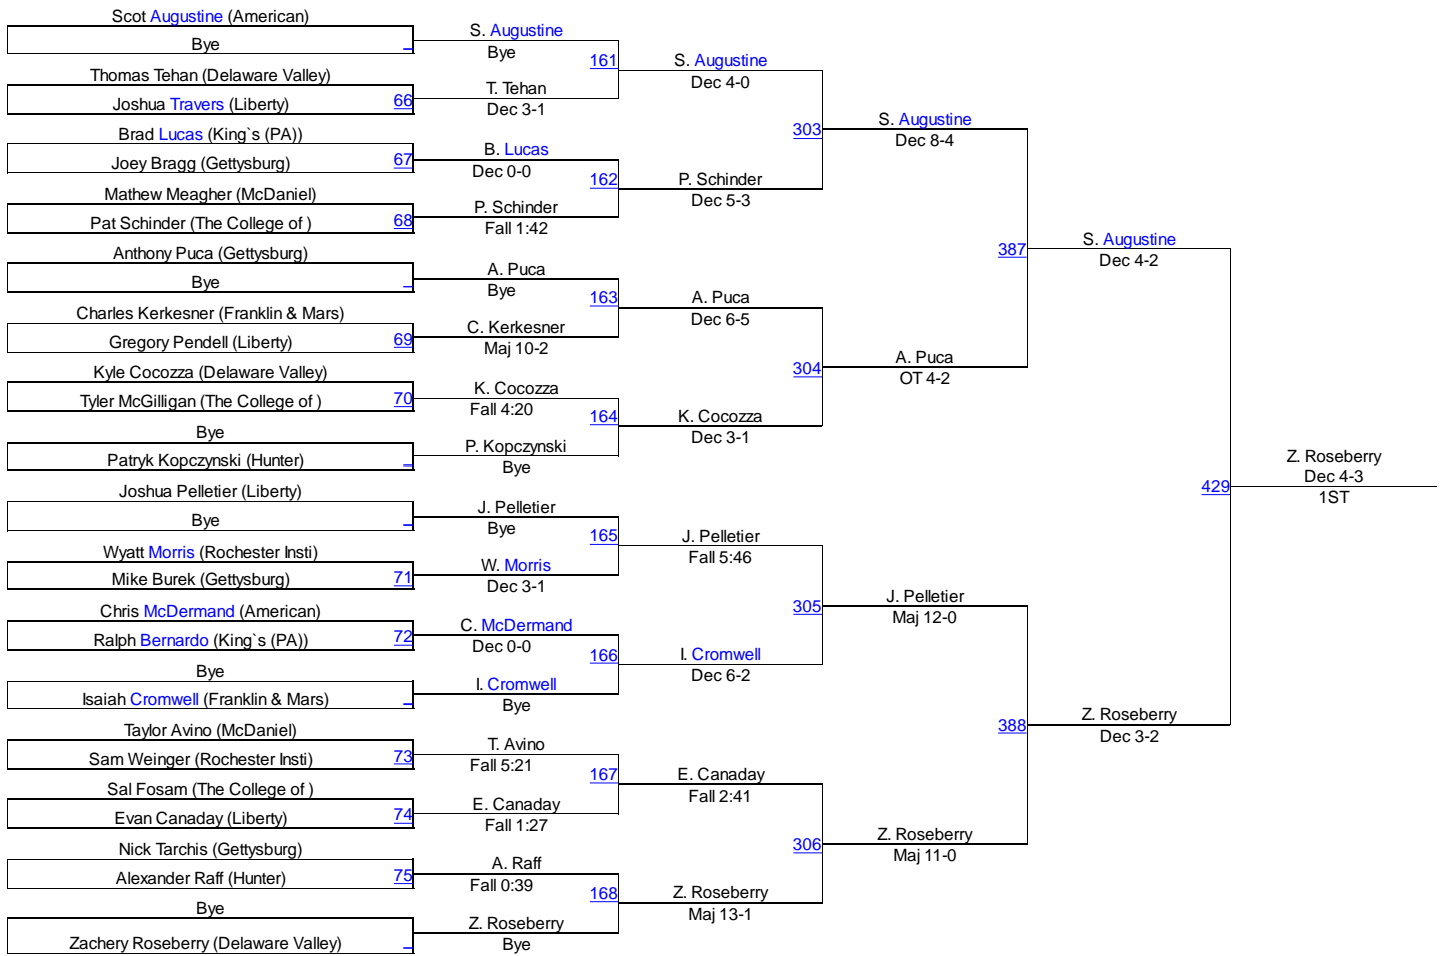 Scot Augustine (American)
Bye
Thomas Tehan (Delaware Valley)
Joshua Travers (Liberty) 66
Brad Lucas (King`s (PA))
Joey Bragg (Gettysburg) 67
Mathew Meagher (McDaniel)
Pat Schinder (The College of ) 68
Anthony Puca (Gettysburg)
Bye
Charles Kerkesner (Franklin & Mars)
Gregory Pendell (Liberty) 69
Kyle Cocozza (Delaware Valley)
Tyler McGilligan (The College of ) 70
Bye
Patryk Kopczynski (Hunter)
Joshua Pelletier (Liberty)
Bye
Wyatt Morris (Rochester Insti)
Mike Burek (Gettysburg) 71
Chris McDermand (American)
Ralph Bernardo (King`s (PA)) 72
Bye
Isaiah Cromwell (Franklin & Mars)
Taylor Avino (McDaniel)
Sam Weinger (Rochester Insti) 73
Sal Fosam (The College of )
Evan Canaday (Liberty) 74
Nick Tarchis (Gettysburg)
Alexander Raff (Hunter) 75
Bye
Zachery Roseberry (Delaware Valley)
S. Augustine
Bye
161
T. Tehan
Dec 3-1
B. Lucas
Dec 0-0
162
P. Schinder
Fall 1:42
A. Puca
Bye
163
C. Kerkesner
Maj 10-2
K. Cocozza
Fall 4:20
164
P. Kopczynski
Bye
J. Pelletier
Bye
165
W. Morris
Dec 3-1
C. McDermand
Dec 0-0
166
I. Cromwell
Bye
T. Avino
Fall 5:21
167
E. Canaday
Fall 1:27
A. Raff
Fall 0:39
168
Z. Roseberry
Bye
S. Augustine
Dec 4-0
303
P. Schinder
Dec 5-3
A. Puca
Dec 6-5
304
K. Cocozza
Dec 3-1
J. Pelletier
Fall 5:46
305
I. Cromwell
Dec 6-2
E. Canaday
Fall 2:41
306
Z. Roseberry
Maj 13-1
S. Augustine
Dec 8-4
387
A. Puca
OT 4-2
J. Pelletier
Maj 12-0
388
Z. Roseberry
Maj 11-0
S. Augustine
Dec 4-2
429
Z. Roseberry
Dec 3-2
Z. Roseberry
Dec 4-3
1ST